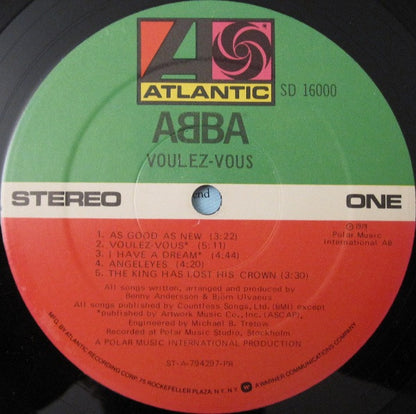 ATLANTIC SD 16000
ABBA
VOULEZ-VOUS
STEREO end ONE
1. AS GOOD AS NEW (3:22)
2. VOULEZ-VOUS* (5:11)
3. I HAVE A DREAM* (4:44)
4. ANGELEYES (4:20)
5. THE KING HAS LOST HIS CROWN (3:30)
℗ 1979
Polar Music
International AB
All songs written, arranged and produced by
Benny Andersson & Björn Ulvaeus
All songs published by Countless Songs, Ltd. (BMI) except
*published by Artwork Music Co., Inc. (ASCAP).
Engineered by Michael B. Tretow
Recorded at Polar Music Studio, Stockholm
A POLAR MUSIC INTERNATIONAL PRODUCTION
ST-A-794297-PR
MFG. BY ATLANTIC RECORDING CORP., 75 ROCKEFELLER PLAZA, N.Y., N.Y. A WARNER COMMUNICATIONS COMPANY